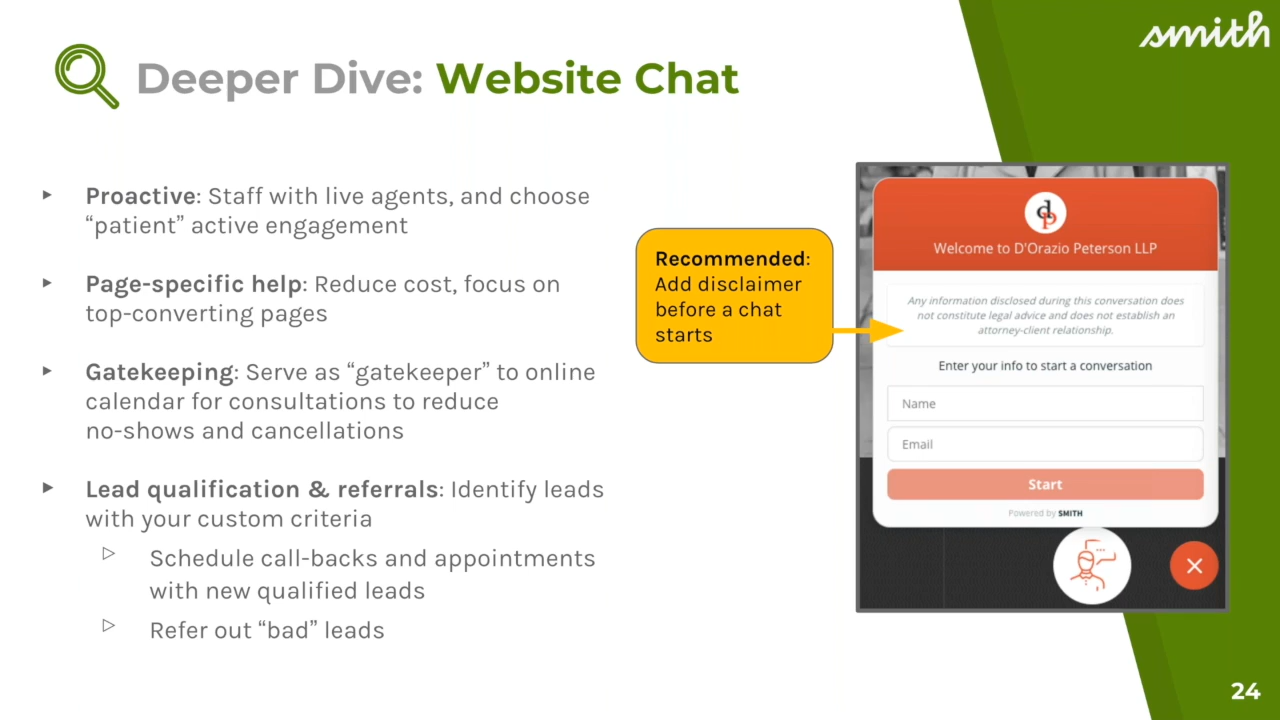 smith
Deeper Dive: Website Chat
▸ Proactive: Staff with live agents, and choose
“patient” active engagement
▸ Page-specific help: Reduce cost, focus on
top-converting pages
▸ Gatekeeping: Serve as “gatekeeper” to online
calendar for consultations to reduce
no-shows and cancellations
▸ Lead qualification & referrals: Identify leads
with your custom criteria
▹ Schedule call-backs and appointments
with new qualified leads
▹ Refer out “bad” leads
Recommended:
Add disclaimer
before a chat
starts
dp
Welcome to D'Orazio Peterson LLP
Any information disclosed during this conversation does
not constitute legal advice and does not establish an
attorney-client relationship.
Enter your info to start a conversation
Name
Email
Start
Powered by SMITH
24